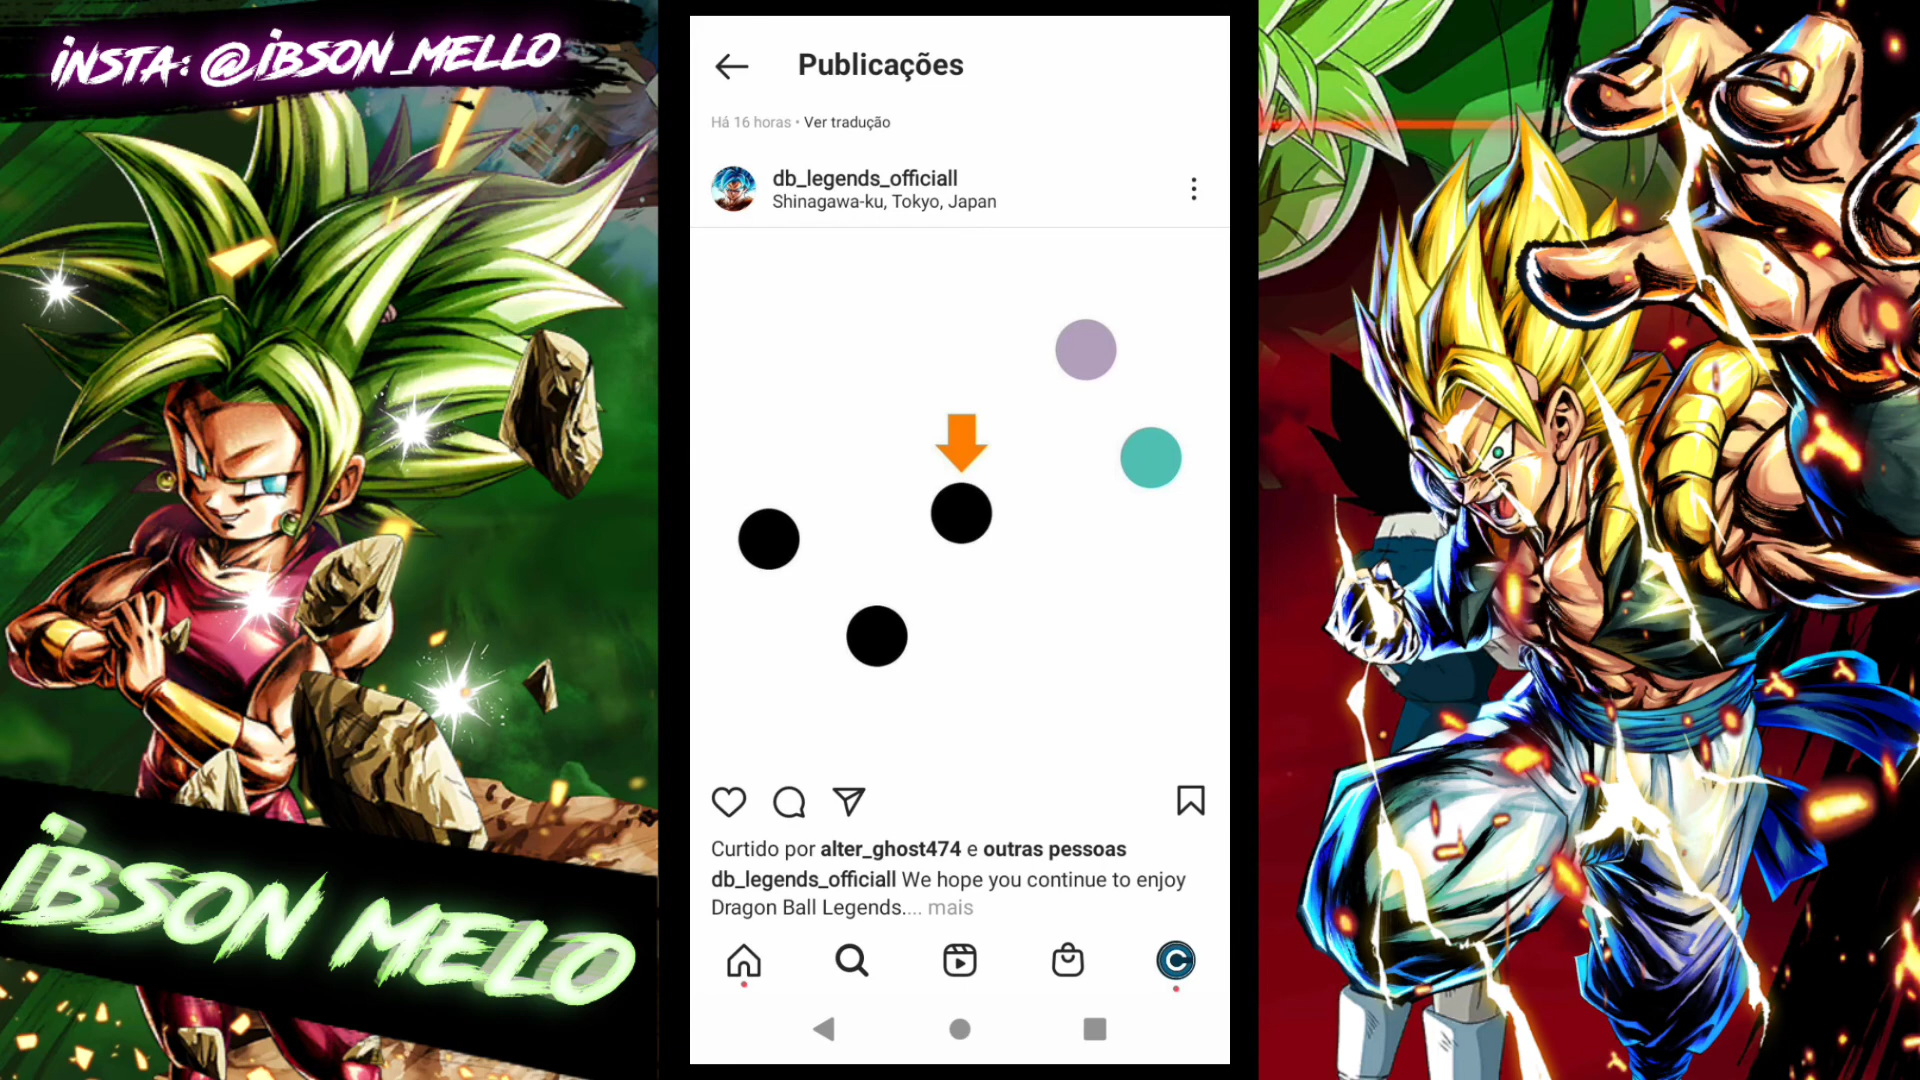 INSTA: @IBSON_MELLO
Publicações
Há 16 horas • Ver tradução
db_legends_officiall
Shinagawa-ku, Tokyo, Japan
Curtido por alter_ghost474 e outras pessoas
db_legends_officiall We hope you continue to enjoy
Dragon Ball Legends.... mais
C
IBSON MELO